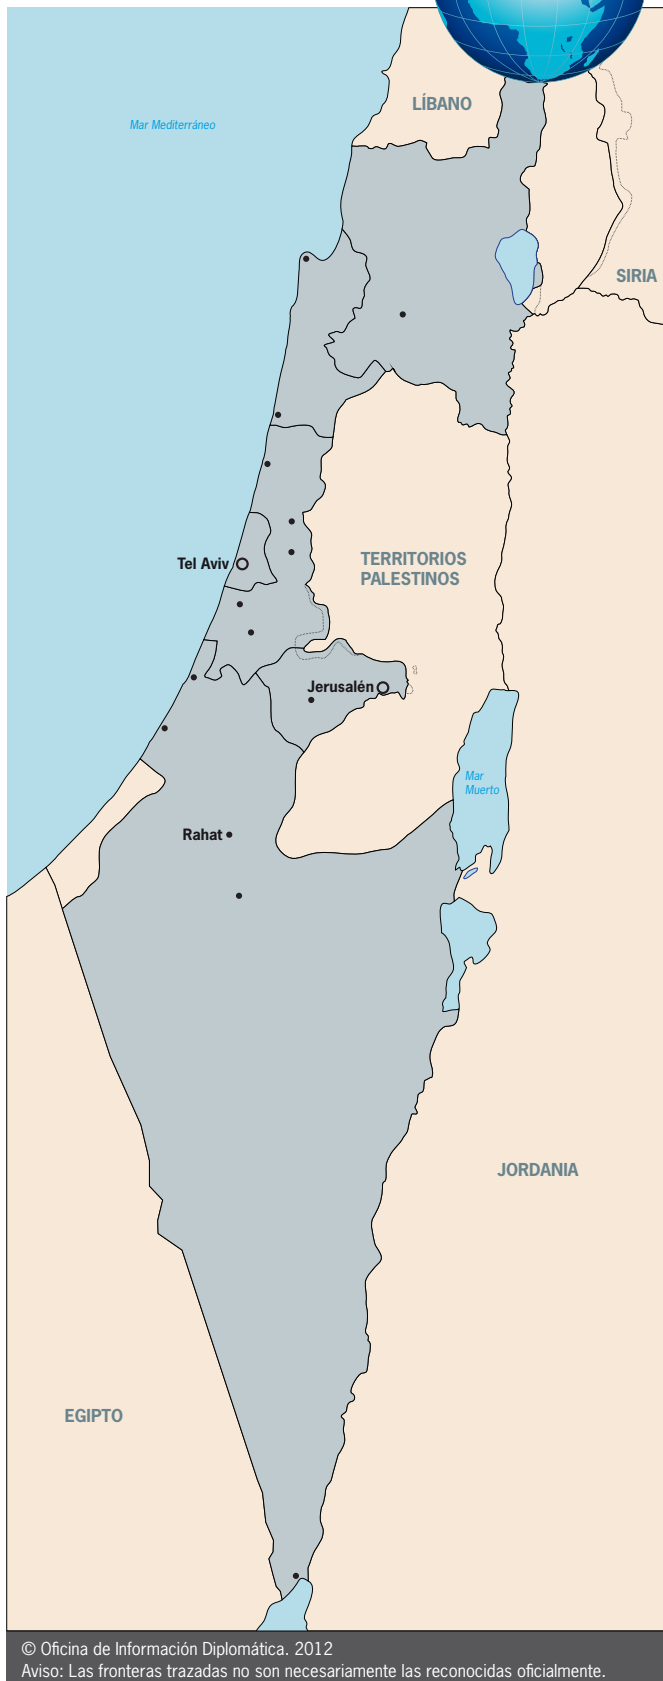 LÍBANO
Mar Mediterráneo
SIRIA
TERRITORIOS
PALESTINOS
Tel Aviv
Jerusalén
Mar
Muerto
Rahat
JORDANIA
EGIPTO
© Oficina de Información Diplomática. 2012
Aviso: Las fronteras trazadas no son necesariamente las reconocidas oficialmente.